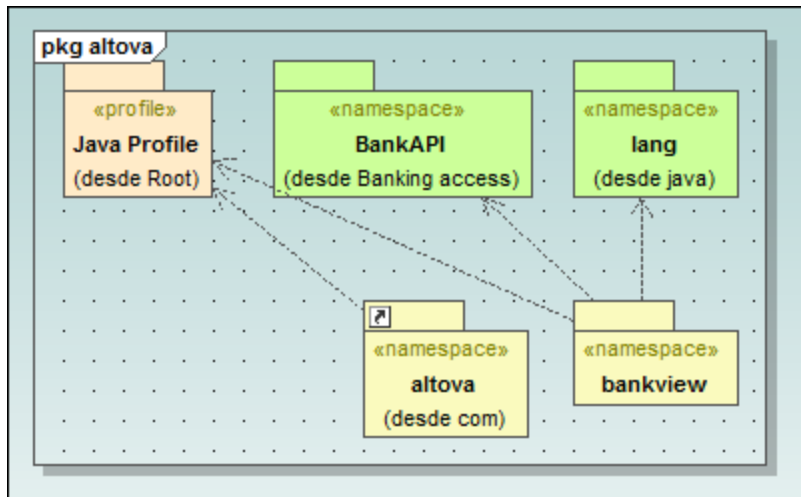 pkg altova
«profile»
Java Profile
(desde Root)
«namespace»
BankAPI
(desde Banking access)
«namespace»
lang
(desde java)
«namespace»
altova
(desde com)
«namespace»
bankview